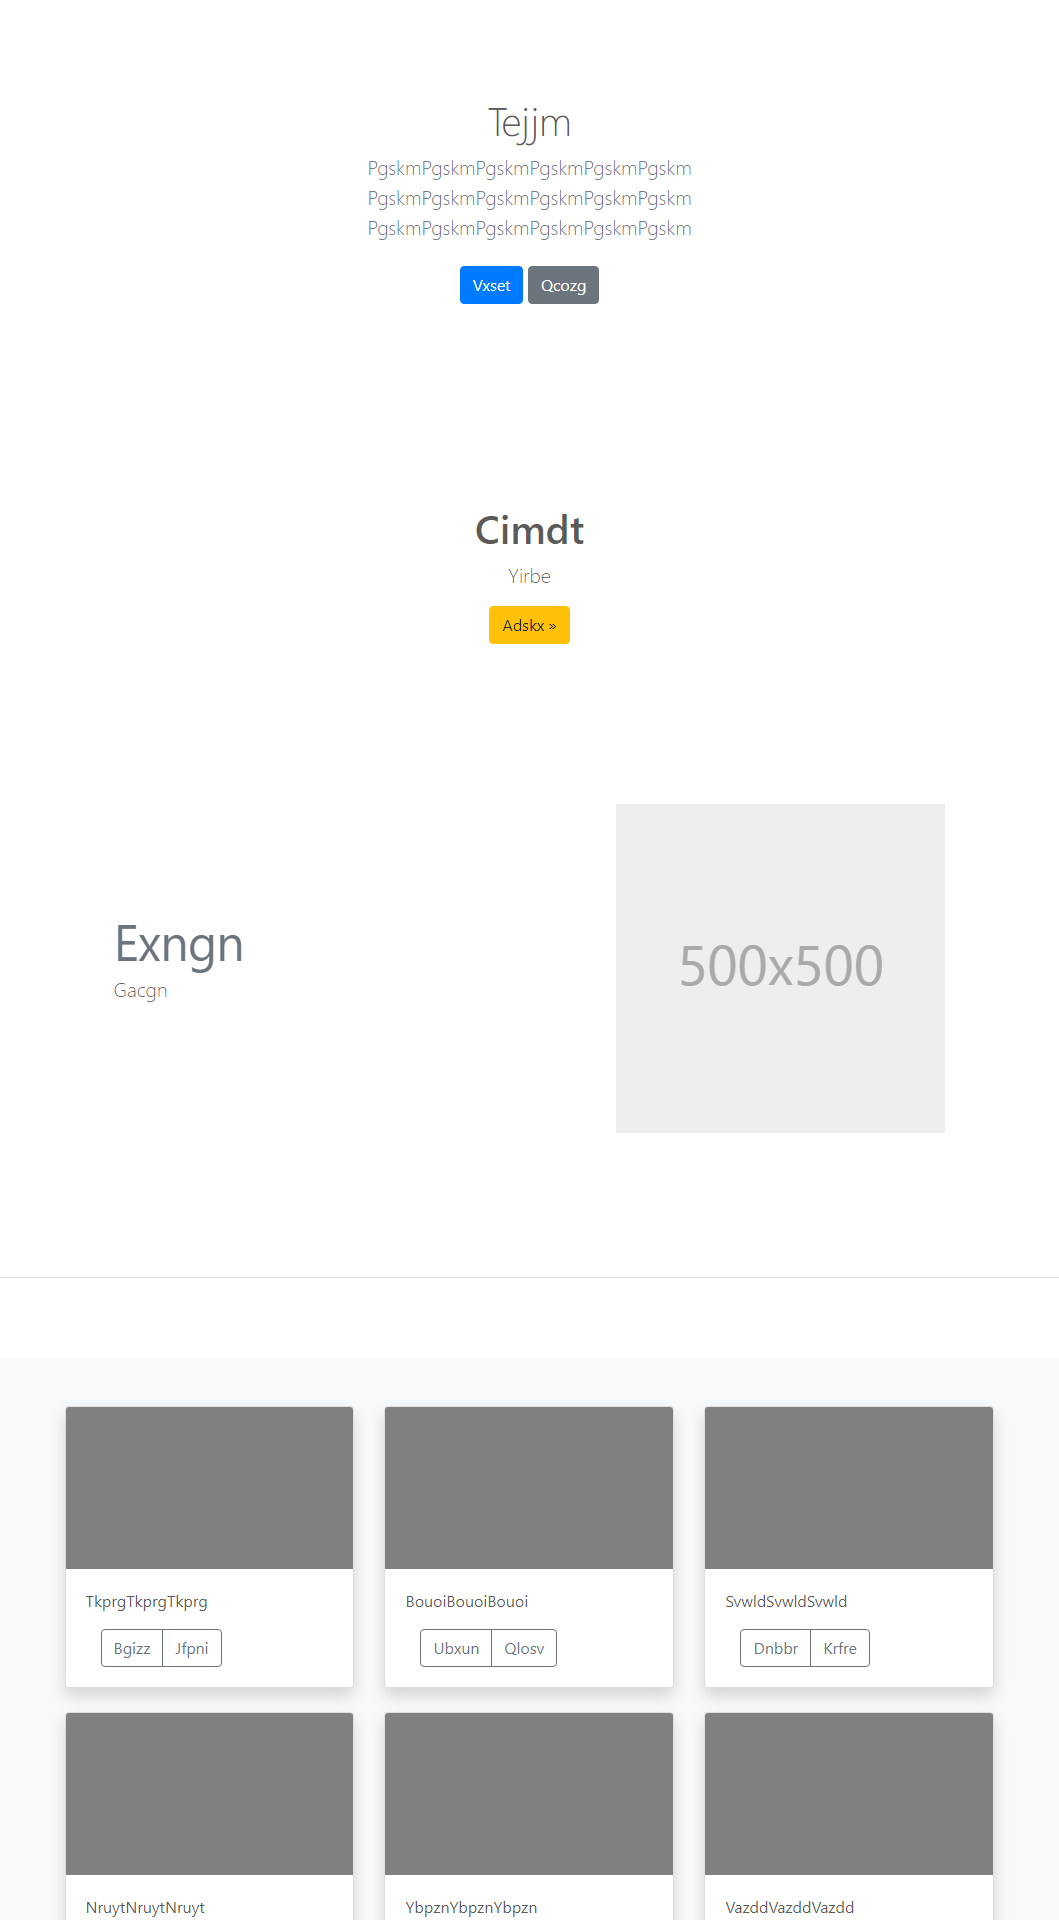 Tejjm
PgskmPgskmPgskmPgskmPgskmPgskm
PgskmPgskmPgskmPgskmPgskmPgskm
PgskmPgskmPgskmPgskmPgskmPgskm
Vxset Qcozg
Cimdt
Yirbe
Adskx »
Exngn
Gacgn
500x500
TkprgTkprgTkprg
Bgizz Jfpni
BouoiBouoiBouoi
Ubxun Qlosv
SvwldSvwldSvwld
Dnbbr Krfre
NruytNruytNruyt
YbpznYbpznYbpzn
VazddVazddVazdd